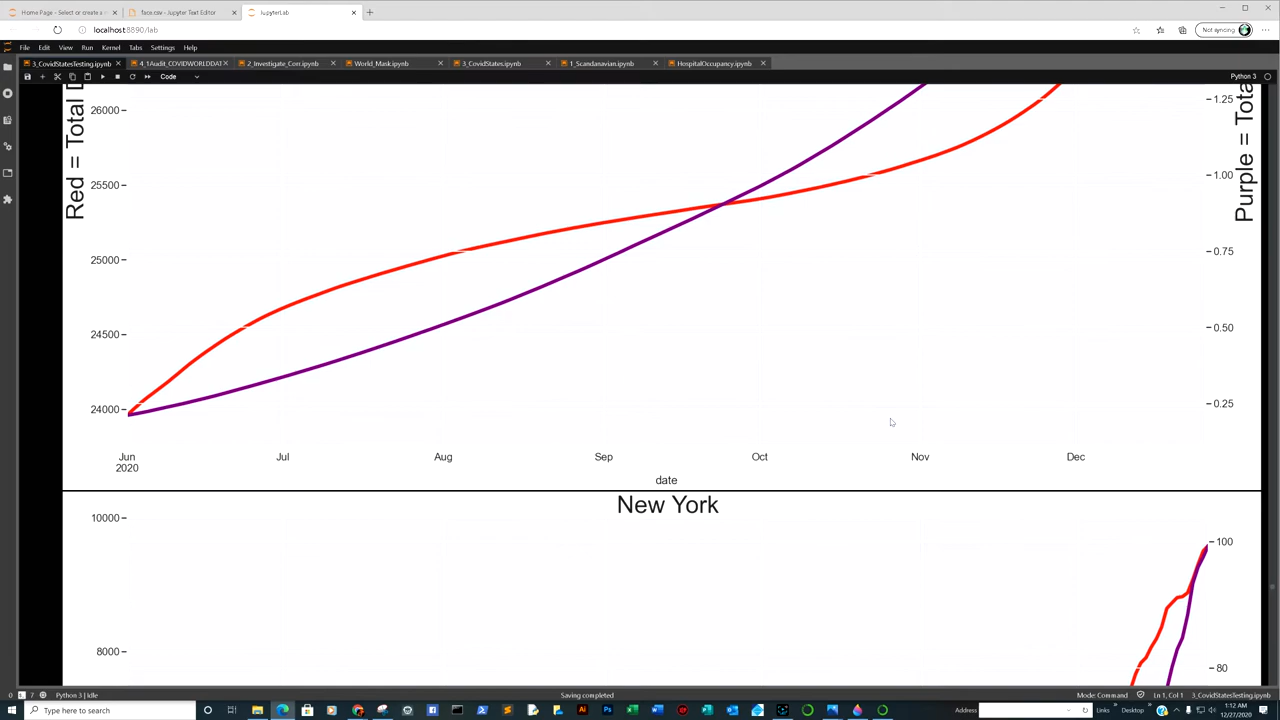 Home Page - Select or create a n
face.csv - Jupyter Text Editor
JupyterLab
localhost:8890/lab
Not syncing
File Edit View Run Kernel Tabs Settings Help
3_CovidStatesTesting.ipynb
4_1Audit_COVIDWORLDDAT
2_Investigate_Corr.ipynb
World_Mask.ipynb
3_CovidStates.ipynb
1_Scandanavian.ipynb
HospitalOccupancy.ipynb
Code
Python 3
Red = Total D
Purple = Tota
26000
1.25
25500
1.00
25000
0.75
24500
0.50
24000
0.25
Jun Jul Aug Sep Oct Nov Dec
2020
date
New York
10000
100
8000
80
0 7 Python 3 | Idle
Saving completed
Mode: Command Ln 1, Col 1 3_CovidStatesTesting.ipynb
Type here to search
Address Links Desktop
1:12 AM
12/27/2020